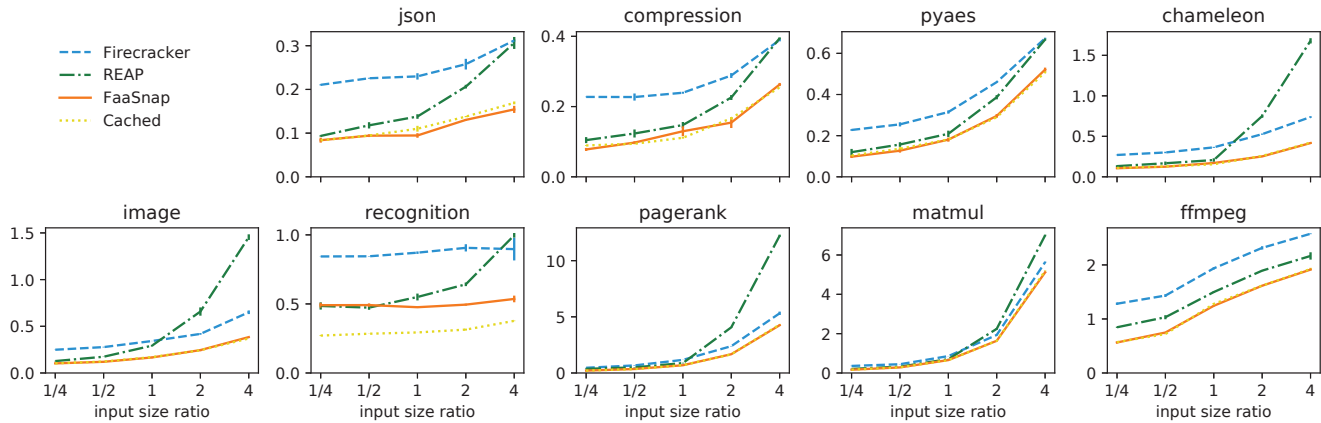 json
compression
pyaes
chameleon
Firecracker
REAP
FaaSnap
Cached
0.3
0.2
0.1
0.0
0.4
0.2
0.0
0.6
0.4
0.2
0.0
1.5
1.0
0.5
0.0
image
recognition
pagerank
matmul
ffmpeg
1.5
1.0
0.5
0.0
1.0
0.5
0.0
10
5
0
6
4
2
0
2
1
0
1/4 1/2 1 2 4
1/4 1/2 1 2 4
1/4 1/2 1 2 4
1/4 1/2 1 2 4
1/4 1/2 1 2 4
input size ratio
input size ratio
input size ratio
input size ratio
input size ratio